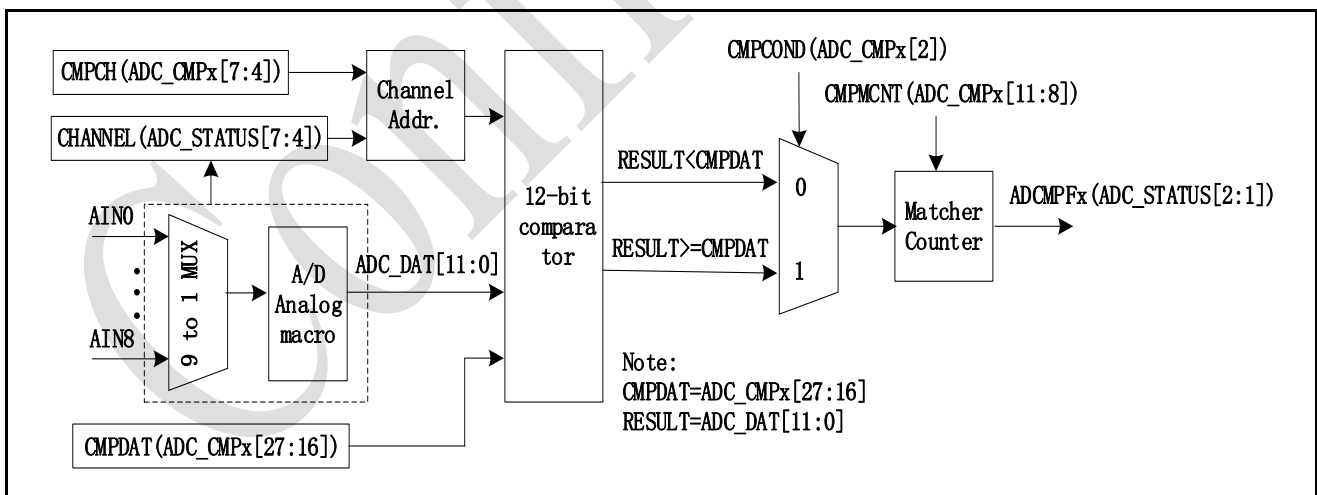 CMPCH(ADC_CMPx[7:4])
CHANNEL(ADC_STATUS[7:4])
Channel
Addr.
AIN0
AIN8
9 to 1 MUX
A/D
Analog
macro
ADC_DAT[11:0]
CMPDAT(ADC_CMPx[27:16])
12-bit
compara
tor
RESULT<CMPDAT
RESULT>=CMPDAT
CMPCOND(ADC_CMPx[2])
CMPMCNT(ADC_CMPx[11:8])
0
1
Matcher
Counter
ADCMPFx(ADC_STATUS[2:1])
Note:
CMPDAT=ADC_CMPx[27:16]
RESULT=ADC_DAT[11:0]